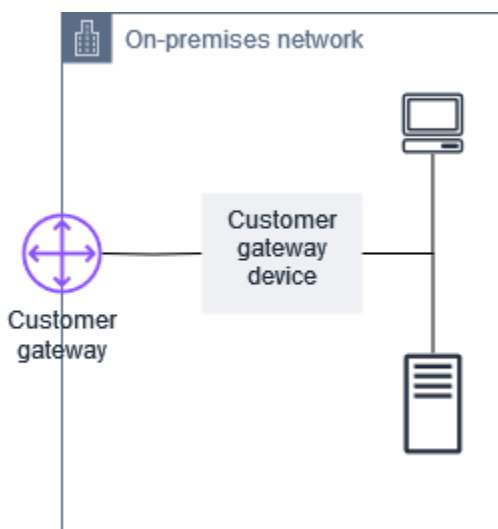 On-premises network
Customer
gateway
device
Customer
gateway